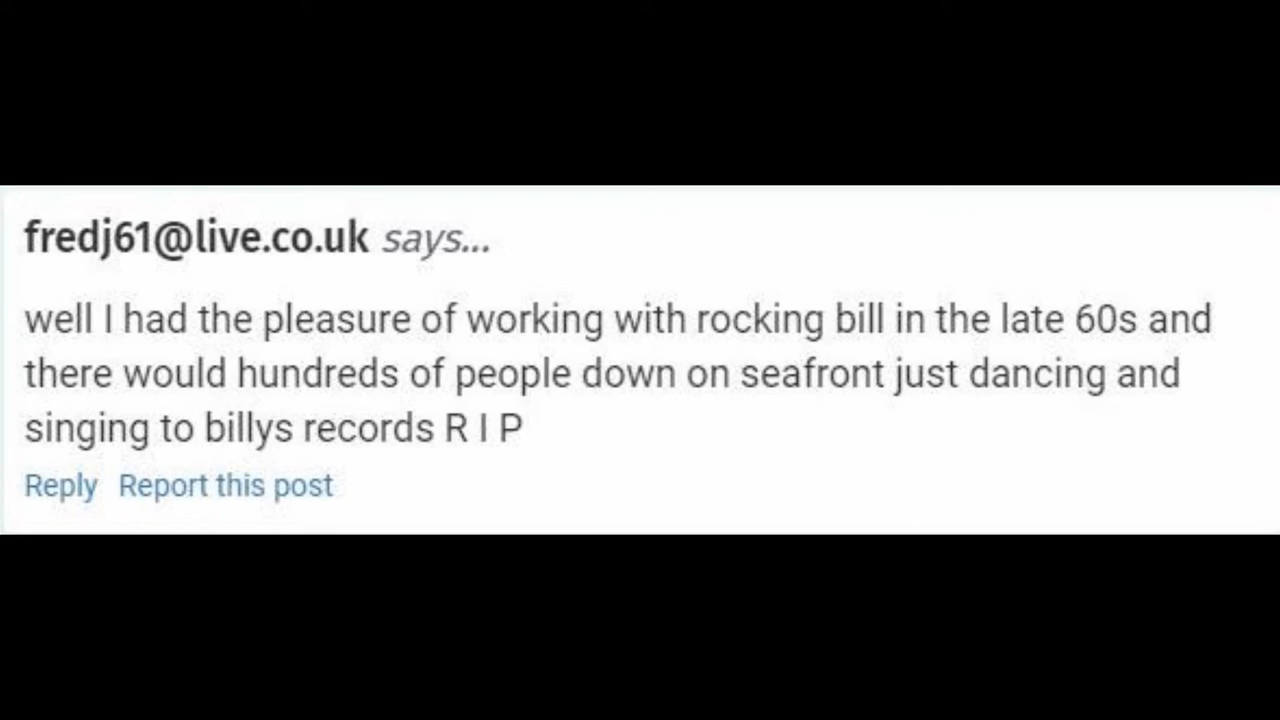 fredj61@live.co.uk says...
well I had the pleasure of working with rocking bill in the late 60s and
there would hundreds of people down on seafront just dancing and
singing to billys records R I P
Reply Report this post